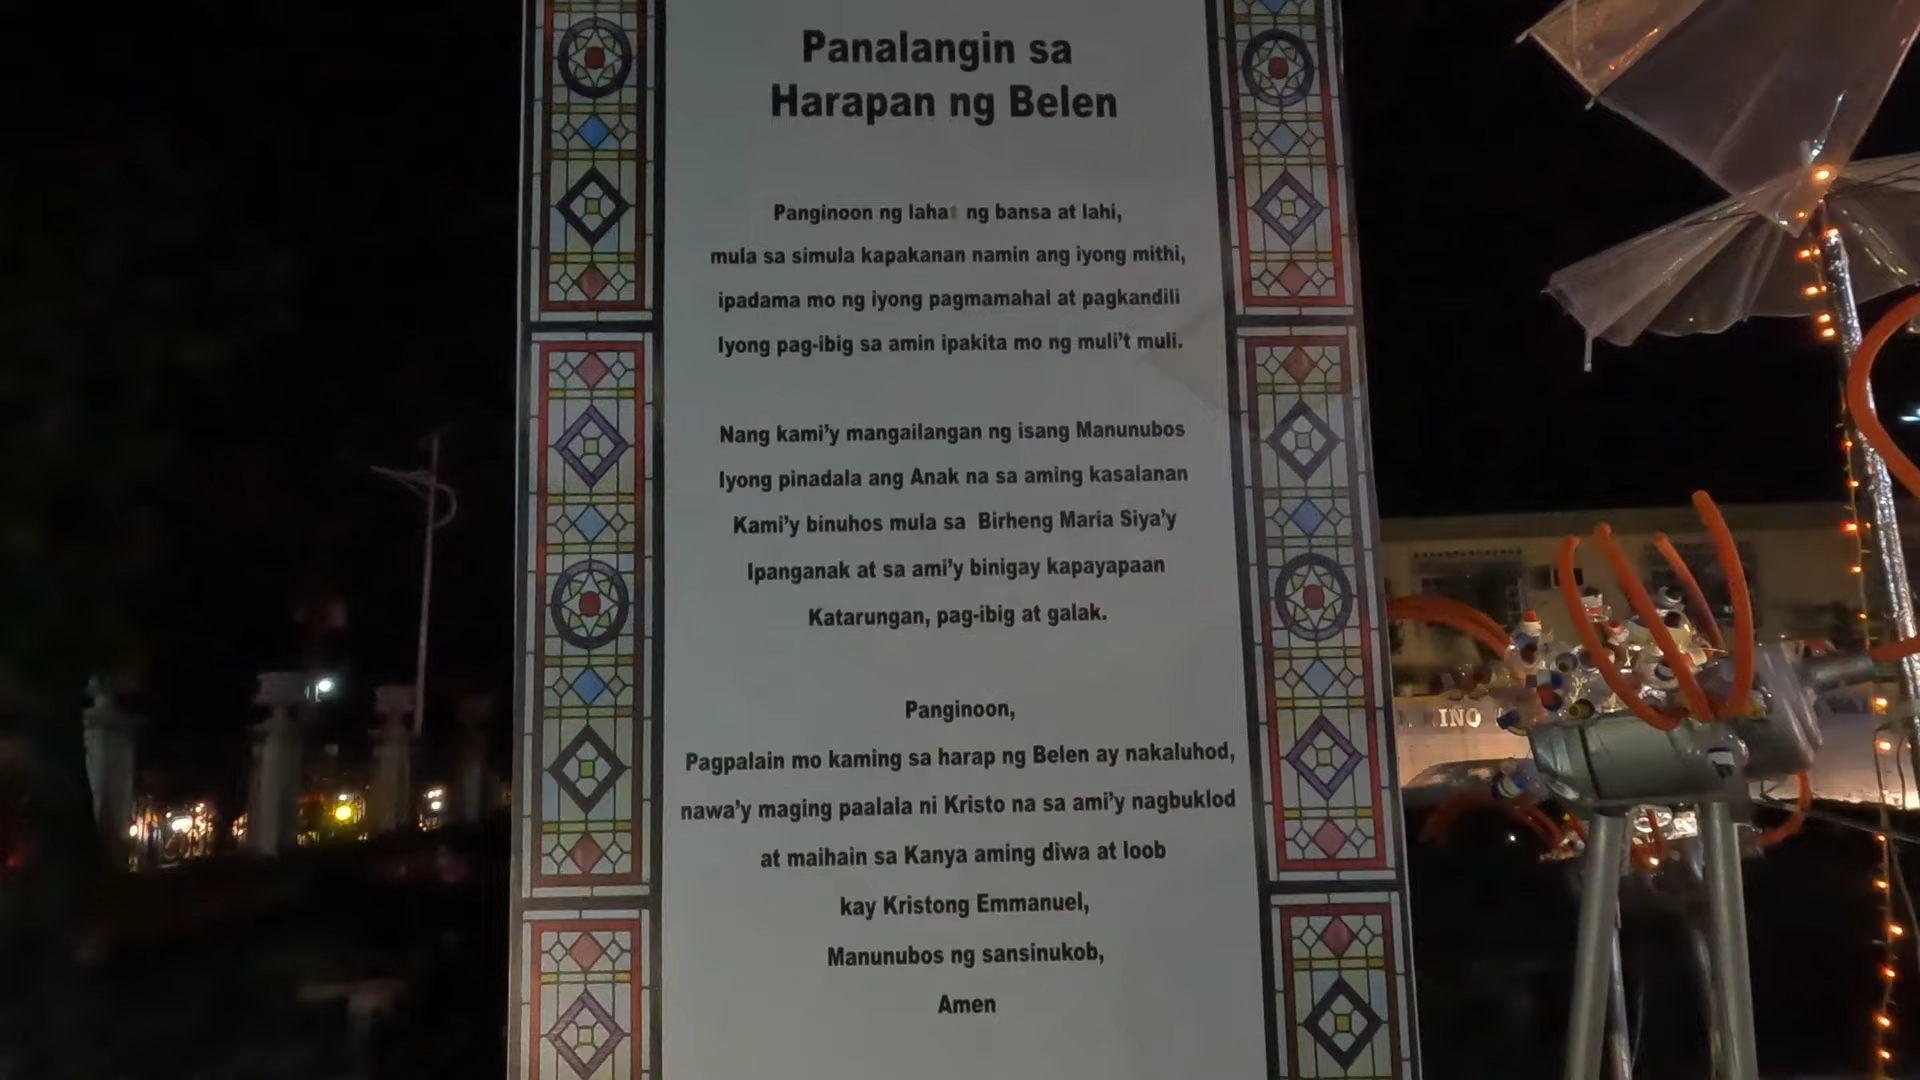 Panalangin sa
Harapan ng Belen
Panginoon ng lahat ng bansa at lahi,
mula sa simula kapakanan namin ang iyong mithi,
ipadama mo ng iyong pagmamahal at pagkandili
Iyong pag-ibig sa amin ipakita mo ng muli't muli.
Nang kami'y mangailangan ng isang Manunubos
Iyong pinadala ang Anak na sa aming kasalanan
Kami'y binuhos mula sa Birheng Maria Siya'y
Ipanganak at sa ami'y binigay kapayapaan
Katarungan, pag-ibig at galak.
Panginoon,
Pagpalain mo kaming sa harap ng Belen ay nakaluhod,
nawa'y maging paalala ni Kristo na sa ami'y nagbuklod
at maihain sa Kanya aming diwa at loob
kay Kristong Emmanuel,
Manunubos ng sansinukob,
Amen